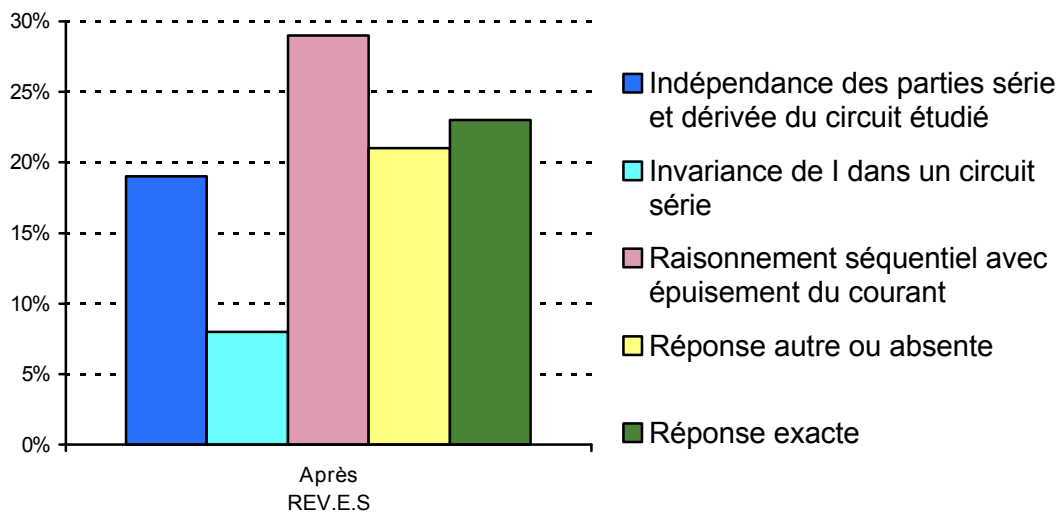 30%
25%
20%
15%
10%
5%
0%
Après
REV.E.S
Indépendance des parties série
et dérivée du circuit étudié
Invariance de I dans un circuit
série
Raisonnement séquentiel avec
épuisement du courant
Réponse autre ou absente
Réponse exacte